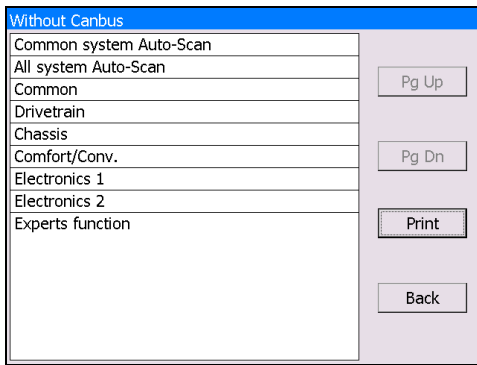 Without Canbus
Common system Auto-Scan
All system Auto-Scan
Common
Drivetrain
Chassis
Comfort/Conv.
Electronics 1
Electronics 2
Experts function
Pg Up
Pg Dn
Print
Back